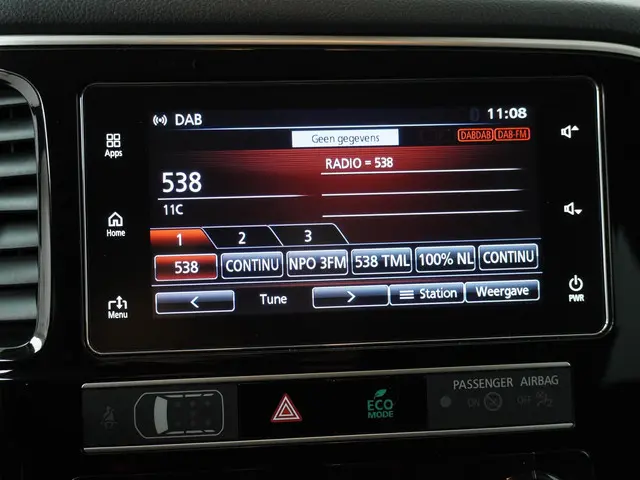 DAB
11:08
Geen gegevens
DABDAB DAB-FM
Apps
RADIO = 538
538
11C
Home
1 2 3
538 CONTINU NPO 3FM 538 TML 100% NL CONTINU
< Tune > Station Weergave
Menu
PWR
PASSENGER AIRBAG
ECO
MODE
ON OFF